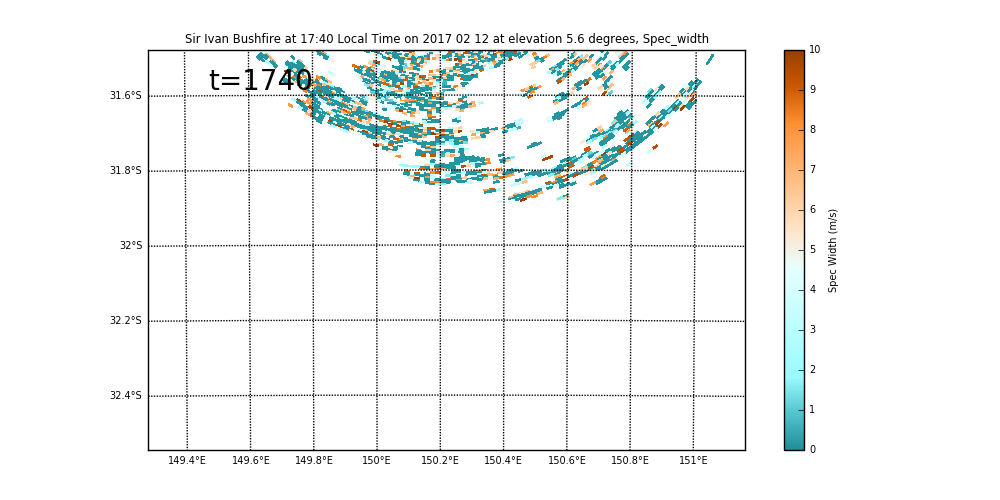 Sir Ivan Bushfire at 17:40 Local Time on 2017 02 12 at elevation 5.6 degrees, Spec_width
t=1740
31.6°S
31.8°S
32°S
32.2°S
32.4°S
149.4°E 149.6°E 149.8°E 150°E 150.2°E 150.4°E 150.6°E 150.8°E 151°E
10
9
8
7
6
5
4
3
2
1
0
Spec Width (m/s)